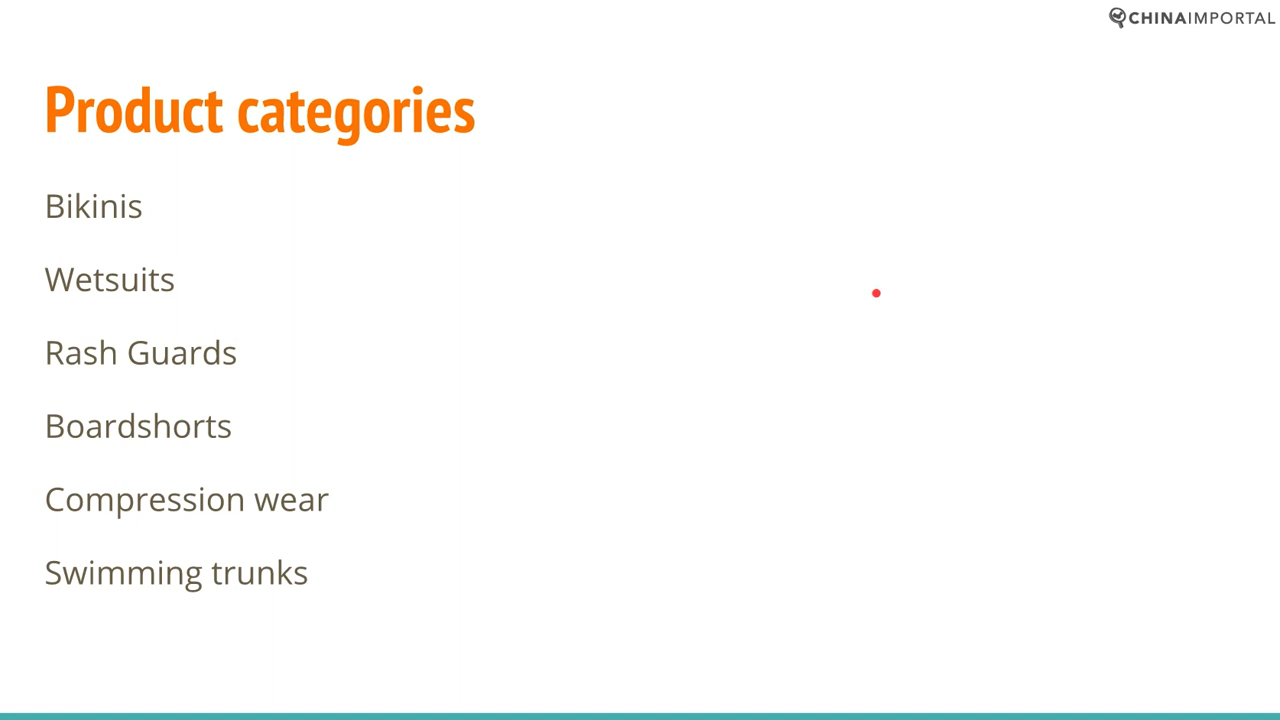 CHINAIMPORTAL
Product categories
Bikinis
Wetsuits
Rash Guards
Boardshorts
Compression wear
Swimming trunks